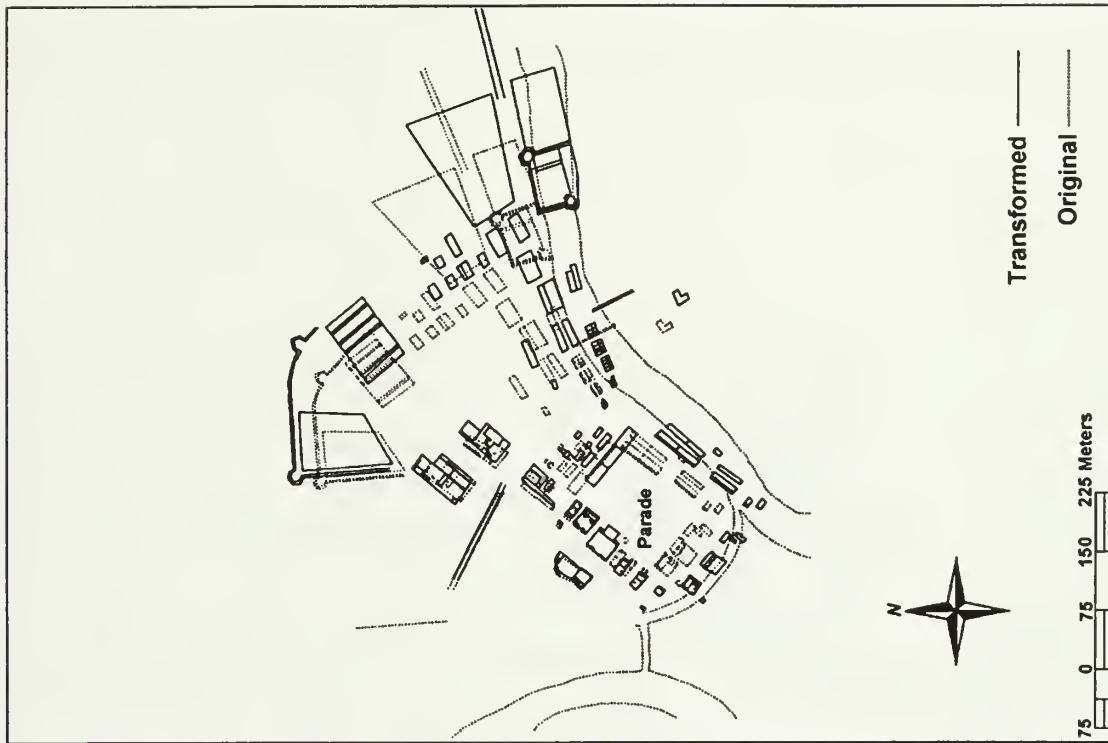 Transformed
Original
Parade
N
75 0 75 150 225 Meters